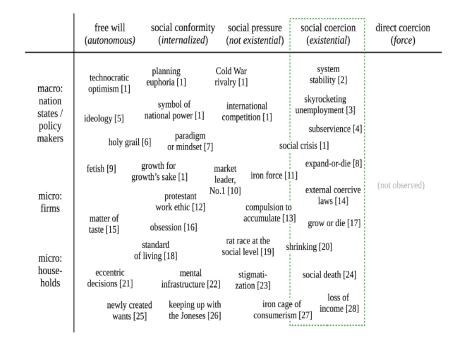 free will social conformity social pressure social coercion direct coercion
(autonomous) (internalized) (not existential) (existential) (force)
macro:
nation
states /
policy
makers
technocratic
optimism [1]
planning
euphoria [1]
Cold War
rivalry [1]
system
stability [2]
ideology [5]
symbol of
national power [1]
international
competition [1]
skyrocketing
unemployment [3]
subservience [4]
holy grail [6]
paradigm
or mindset [7]
social crisis [1]
micro:
firms
fetish [9]
growth for
growth's sake [1]
market
leader,
No.1 [10]
iron force [11]
expand-or-die [8]
(not observed)
protestant
work ethic [12]
compulsion to
accumulate [13]
external coercive
laws [14]
matter of
taste [15]
obsession [16]
grow or die [17]
standard
of living [18]
rat race at the
social level [19]
shrinking [20]
micro:
house-
holds
eccentric
decisions [21]
mental
infrastructure [22]
stigmati-
zation [23]
social death [24]
newly created
wants [25]
keeping up with
the Joneses [26]
iron cage of
consumerism [27]
loss of
income [28]